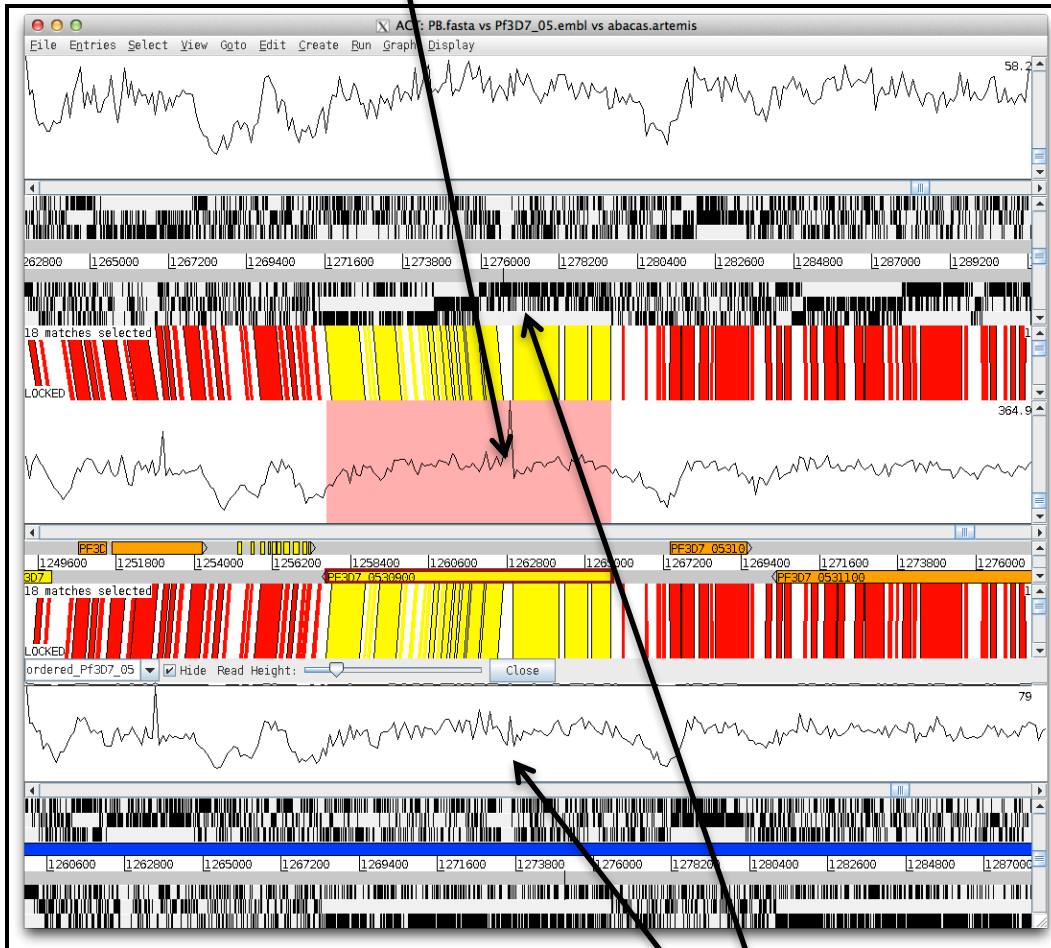 ACT: PB.fasta vs Pf3D7_05.embl vs abacas.artemis
File Entries Select View Goto Edit Create Run Graph Display
58.2
262800 1265000 1267200 1269400 1271600 1273800 1276000 1278200 1280400 1282600 1284800 1287000 1289200
18 matches selected
LOCKED
364.9
PF3D PF3D7_05310
1249600 1251800 1254000 1256200 1258400 1260600 1262800 1265000 1267200 1269400 1271600 1273800 1276000
3D7 PF3D7_0530900 PF3D7_0531100
18 matches selected
LOCKED
ordered_Pf3D7_05 Hide Read Height: Close
79
1260600 1262800 1265000 1267200 1269400 1271600 1273800 1276000 1278200 1280400 1282600 1284800 1287000